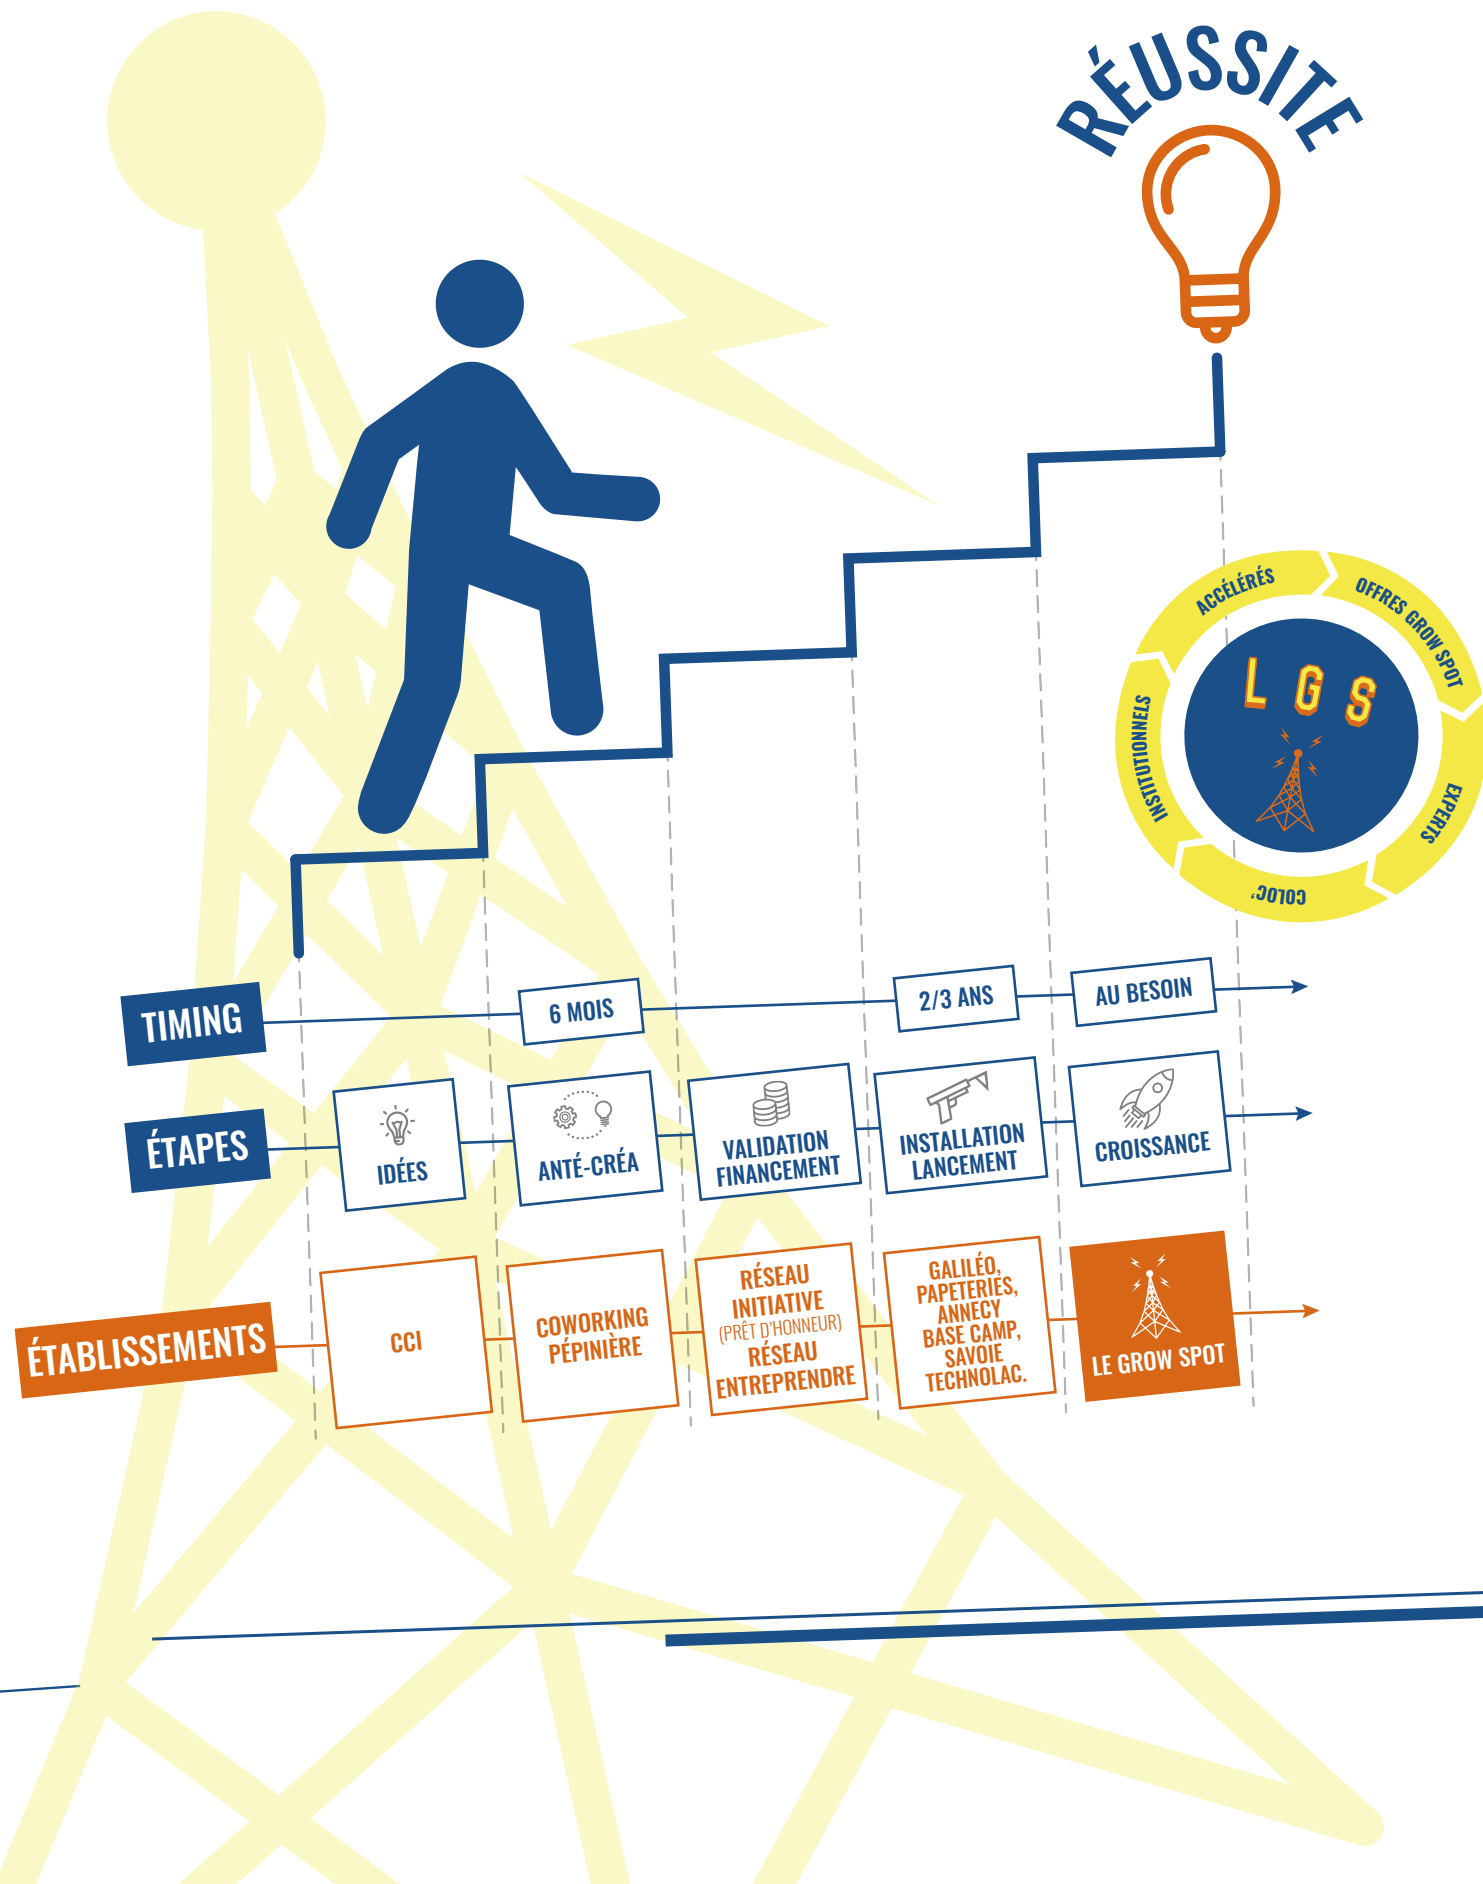 RÉUSSITE
ACCÉLÉRÉS
OFFRES GROW SPOT
EXPERTS
COLOC'
INSTITUTIONNELS
L G S
TIMING
6 MOIS
2/3 ANS
AU BESOIN
ÉTAPES
IDÉES
ANTÉ-CRÉA
VALIDATION
FINANCEMENT
INSTALLATION
LANCEMENT
CROISSANCE
ÉTABLISSEMENTS
CCI
COWORKING
PÉPINIÈRE
RÉSEAU
INITIATIVE
(PRÊT D'HONNEUR)
RÉSEAU
ENTREPRENDRE
GALILÉO,
PAPETERIES,
ANNECY
BASE CAMP,
SAVOIE
TECHNOLAC.
LE GROW SPOT